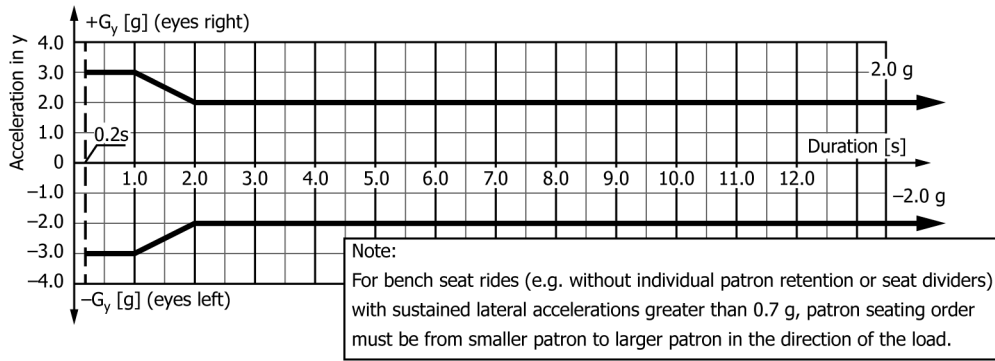 +Gy [g] (eyes right)
Acceleration in y
4.0
3.0
2.0
1.0
0
–1.0
–2.0
–3.0
–4.0
0.2s
2.0 g
Duration [s]
1.0 2.0 3.0 4.0 5.0 6.0 7.0 8.0 9.0 10.0 11.0 12.0
–2.0 g
–Gy [g] (eyes left)
Note:
For bench seat rides (e.g. without individual patron retention or seat dividers)
with sustained lateral accelerations greater than 0.7 g, patron seating order
must be from smaller patron to larger patron in the direction of the load.